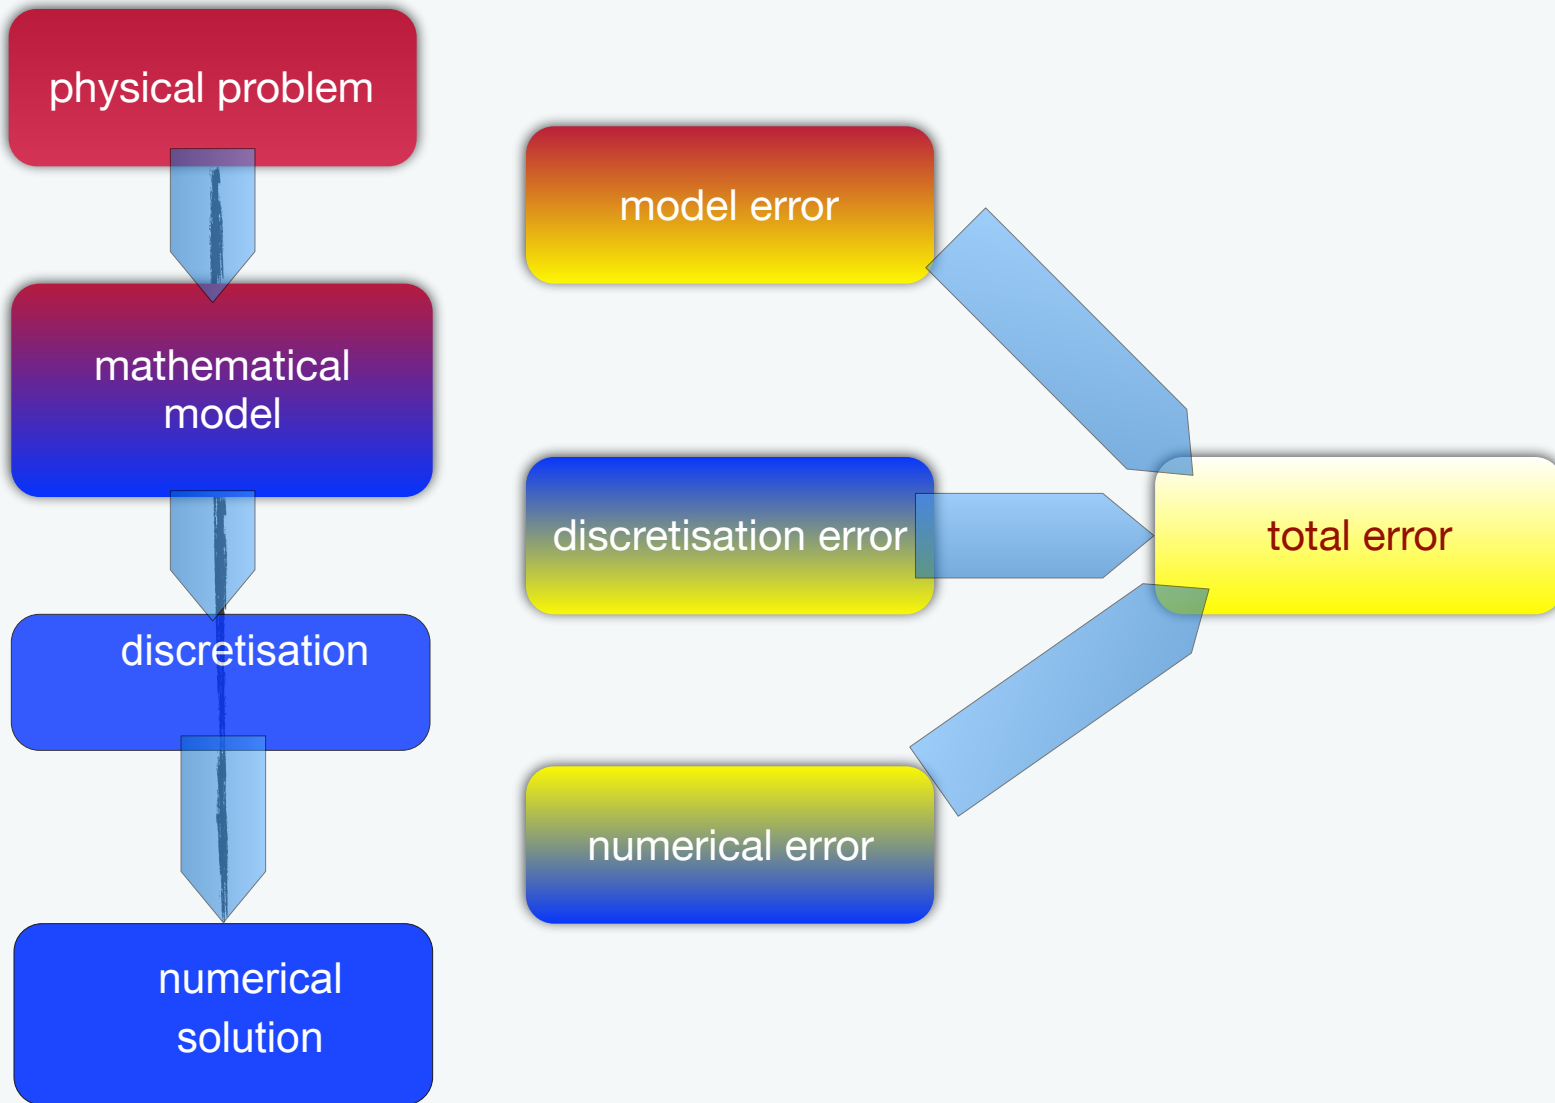 physical problem
mathematical
model
discretisation
numerical
solution
model error
discretisation error
numerical error
total error